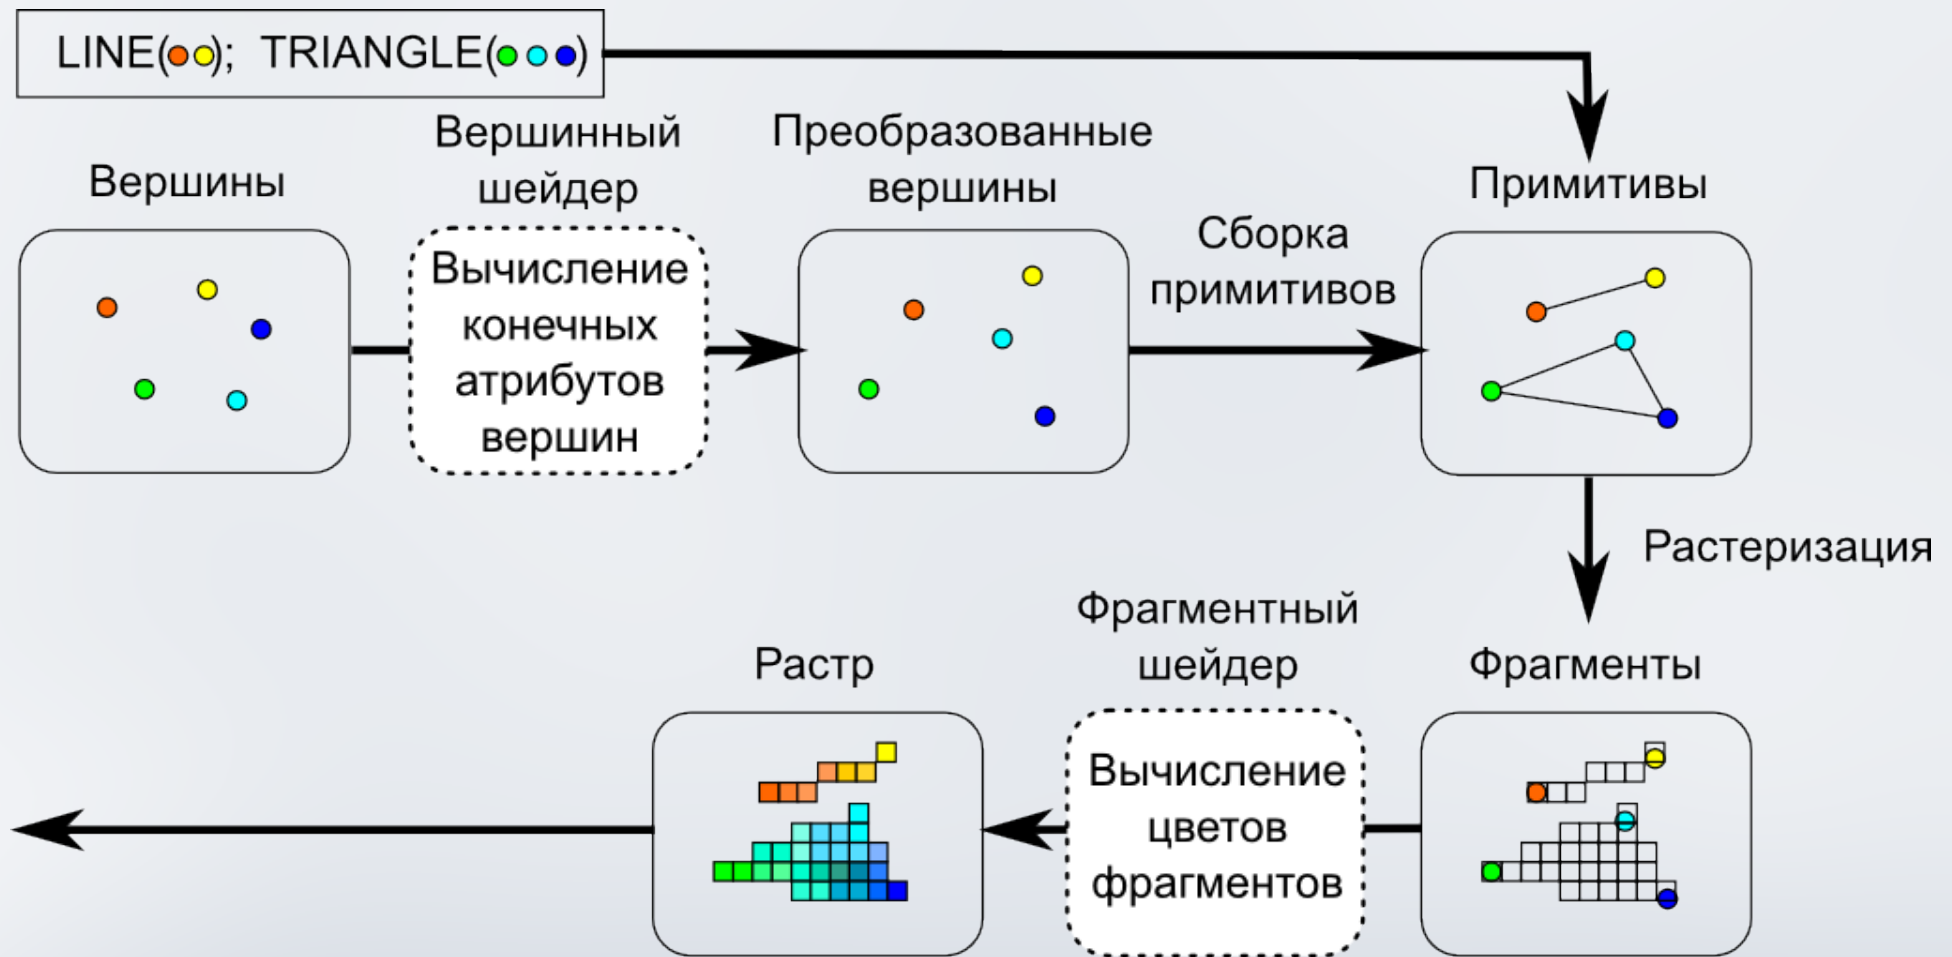 LINE( ); TRIANGLE( )
Вершины
Вершинный
шейдер
Вычисление
конечных
атрибутов
вершин
Преобразованные
вершины
Сборка
примитивов
Примитивы
Растеризация
Фрагменты
Фрагментный
шейдер
Вычисление
цветов
фрагментов
Растр